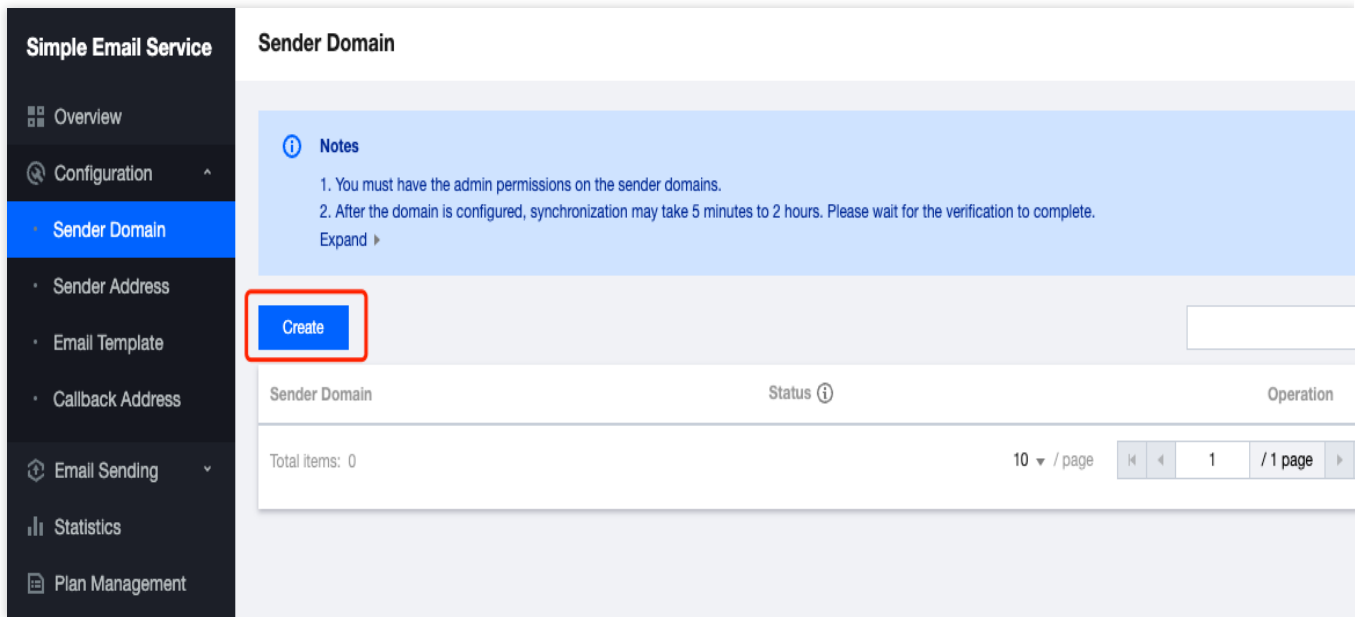 Simple Email Service
Overview
Configuration
Sender Domain
Sender Address
Email Template
Callback Address
Email Sending
Statistics
Plan Management
Sender Domain
Notes
1. You must have the admin permissions on the sender domains.
2. After the domain is configured, synchronization may take 5 minutes to 2 hours. Please wait for the verification to complete.
Expand
Create
Sender Domain Status Operation
Total items: 0 10 / page 1 / 1 page